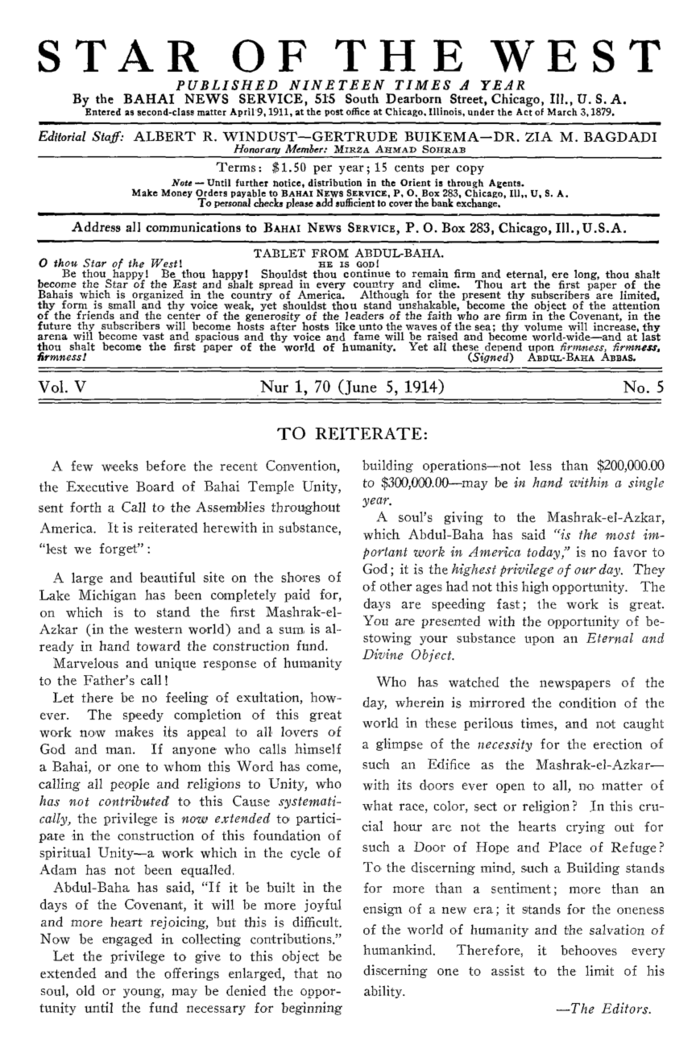 STAR OF THE WEST
PUBLISHED NINETEEN TIMES A YEAR
By the BAHAI NEWS SERVICE, 515 South Dearborn Street, Chicago, Ill., U. S. A.
Entered as second-class matter April 9, 1911, at the post office at Chicago, Illinois, under the Act of March 3, 1879.
Editorial Staff: ALBERT R. WINDUST—GERTRUDE BUIKEMA—DR. ZIA M. BAGDADI
Honorary Member: MIRZA AHMAD SOHRAB
Terms: $1.50 per year; 15 cents per copy
Note—Until further notice, distribution in the Orient is through Agents.
Make Money Orders payable to BAHAI NEWS SERVICE, P. O. Box 283, Chicago, Ill., U. S. A.
To personal checks please add sufficient to cover the bank exchange.
Address all communications to BAHAI NEWS SERVICE, P. O. Box 283, Chicago, Ill., U.S.A.
TABLET FROM ABDUL-BAHA.
O thou Star of the West! HE IS GOD!
Be thou happy! Be thou happy! Shouldst thou continue to remain firm and eternal, ere long, thou shalt
become the Star of the East and shalt spread in every country and clime. Thou art the first paper of the
Bahais which is organized in the country of America. Although for the present thy subscribers are limited,
thy form is small and thy voice weak, yet shouldst thou stand unshakable, become the object of the attention
of the friends and the center of the generosity of the leaders of the faith who are firm in the Covenant, in the
future thy subscribers will become hosts after hosts like unto the waves of the sea; thy volume will increase, thy
arena will become vast and spacious and thy voice and fame will be raised and become world-wide—and at last
thou shalt become the first paper of the world of humanity. Yet all these depend upon firmness, firmness,
firmness! (Signed) ABDUL-BAHA ABBAS.
Vol. V Nur 1, 70 (June 5, 1914) No. 5
TO REITERATE:
A few weeks before the recent Convention,
the Executive Board of Bahai Temple Unity,
sent forth a Call to the Assemblies throughout
America. It is reiterated herewith in substance,
“lest we forget”:
A large and beautiful site on the shores of
Lake Michigan has been completely paid for,
on which is to stand the first Mashrak-el-
Azkar (in the western world) and a sum is al-
ready in hand toward the construction fund.
Marvelous and unique response of humanity
to the Father's call!
Let there be no feeling of exultation, how-
ever. The speedy completion of this great
work now makes its appeal to all lovers of
God and man. If anyone who calls himself
a Bahai, or one to whom this Word has come,
calling all people and religions to Unity, who
has not contributed to this Cause systemati-
cally, the privilege is now extended to partici-
pate in the construction of this foundation of
spiritual Unity—a work which in the cycle of
Adam has not been equalled.
Abdul-Baha has said, “If it be built in the
days of the Covenant, it will be more joyful
and more heart rejoicing, but this is difficult.
Now be engaged in collecting contributions.”
Let the privilege to give to this object be
extended and the offerings enlarged, that no
soul, old or young, may be denied the oppor-
tunity until the fund necessary for beginning
building operations—not less than $200,000.00
to $300,000.00—may be in hand within a single
year.
A soul's giving to the Mashrak-el-Azkar,
which Abdul-Baha has said “is the most im-
portant work in America today,” is no favor to
God; it is the highest privilege of our day. They
of other ages had not this high opportunity. The
days are speeding fast; the work is great.
You are presented with the opportunity of be-
stowing your substance upon an Eternal and
Divine Object.
Who has watched the newspapers of the
day, wherein is mirrored the condition of the
world in these perilous times, and not caught
a glimpse of the necessity for the erection of
such an Edifice as the Mashrak-el-Azkar—
with its doors ever open to all, no matter of
what race, color, sect or religion? In this cru-
cial hour are not the hearts crying out for
such a Door of Hope and Place of Refuge?
To the discerning mind, such a Building stands
for more than a sentiment; more than an
ensign of a new era; it stands for the oneness
of the world of humanity and the salvation of
humankind. Therefore, it behooves every
discerning one to assist to the limit of his
ability.
—The Editors.